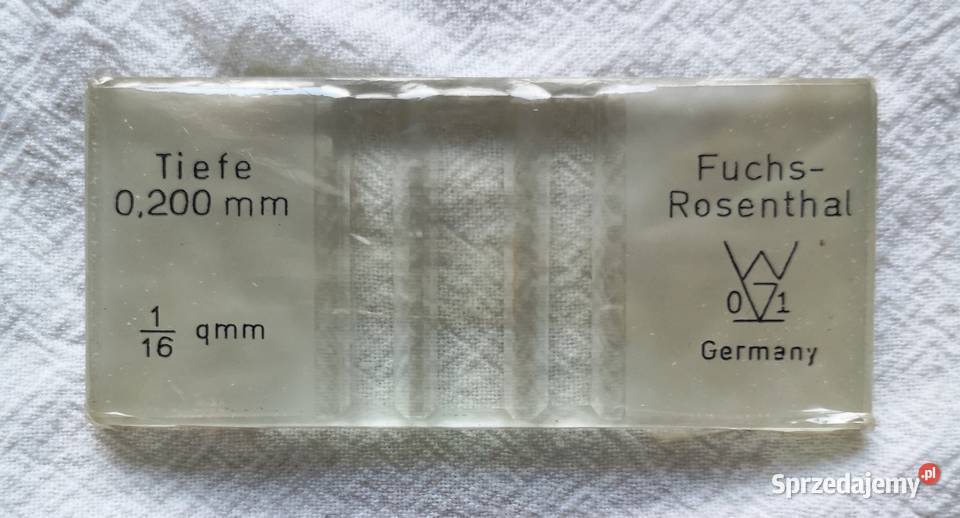 Tiefe
0,200 mm
1/16 qmm
Fuchs-
Rosenthal
W
0 1
Germany
Sprzedajemy.pl